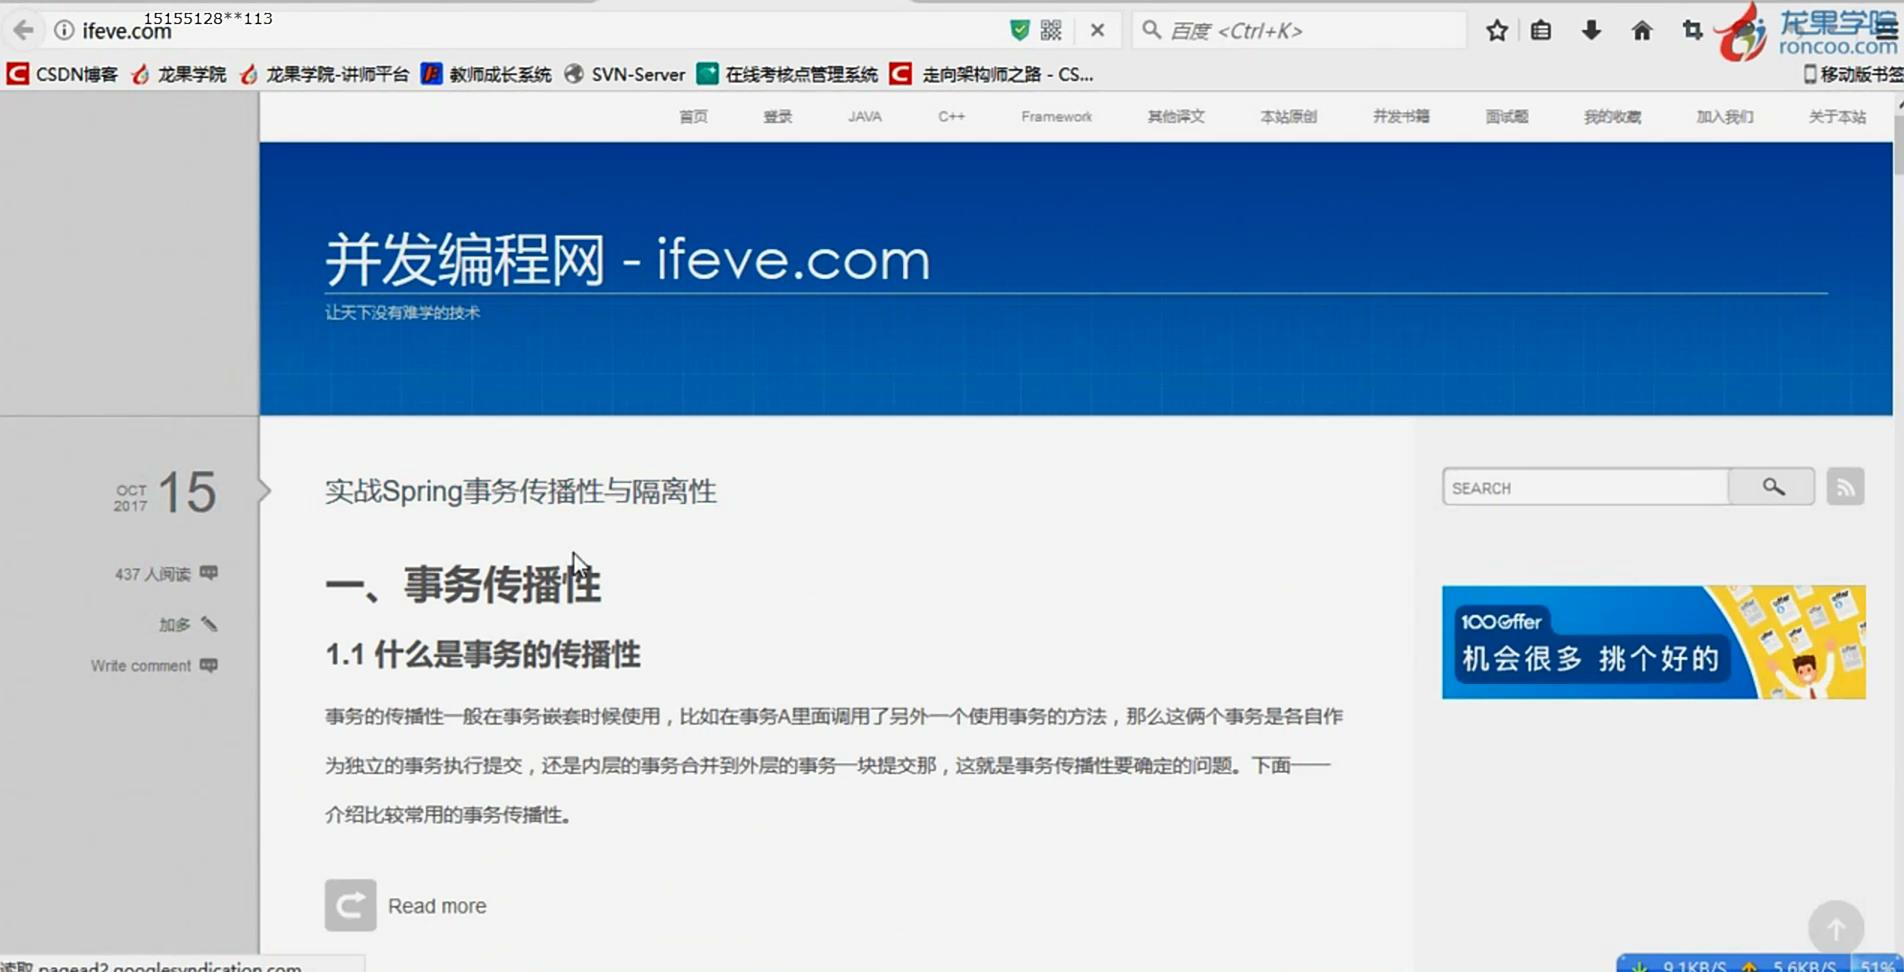 15155128**113
ifeve.com
百度 <Ctrl+K>
龙果学院
roncoo.com
CSDN博客 龙果学院 龙果学院-讲师平台 教师成长系统 SVN-Server 在线考核点管理系统 走向架构师之路 - CS...
移动版书签
首页 登录 JAVA C++ Framework 其他译文 本站原创 并发书籍 面试题 我的收藏 加入我们 关于本站
并发编程网 - ifeve.com
让天下没有难学的技术
OCT
2017
15
437 人阅读
加多
Write comment
实战Spring事务传播性与隔离性
一、事务传播性
1.1 什么是事务的传播性
事务的传播性一般在事务嵌套时候使用，比如在事务A里面调用了另外一个使用事务的方法，那么这俩个事务是各自作
为独立的事务执行提交，还是内层的事务合并到外层的事务一块提交那，这就是事务传播性要确定的问题。下面一一
介绍比较常用的事务传播性。
Read more
SEARCH
100offer
机会很多 挑个好的
读取 pagead2.googlesyndication.com
9.1KB/S 5.6KB/S 51%